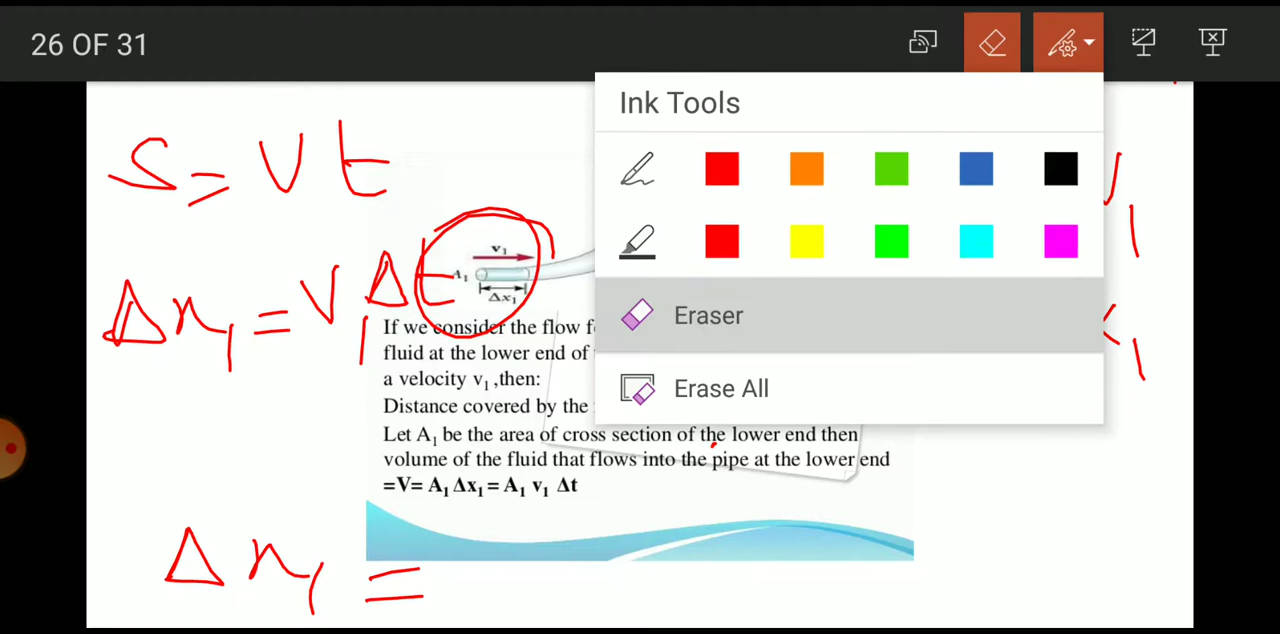 26 OF 31
Ink Tools
Eraser
Erase All
S = Vt
Δx₁ = V₁Δt
v₁
A₁
Δx₁
If we consider the flow
fluid at the lower end of
a velocity v₁ ,then:
Distance covered by the
Let A₁ be the area of cross section of the lower end then
volume of the fluid that flows into the pipe at the lower end
=V= A₁ Δx₁ = A₁ v₁ Δt
Δx₁ =